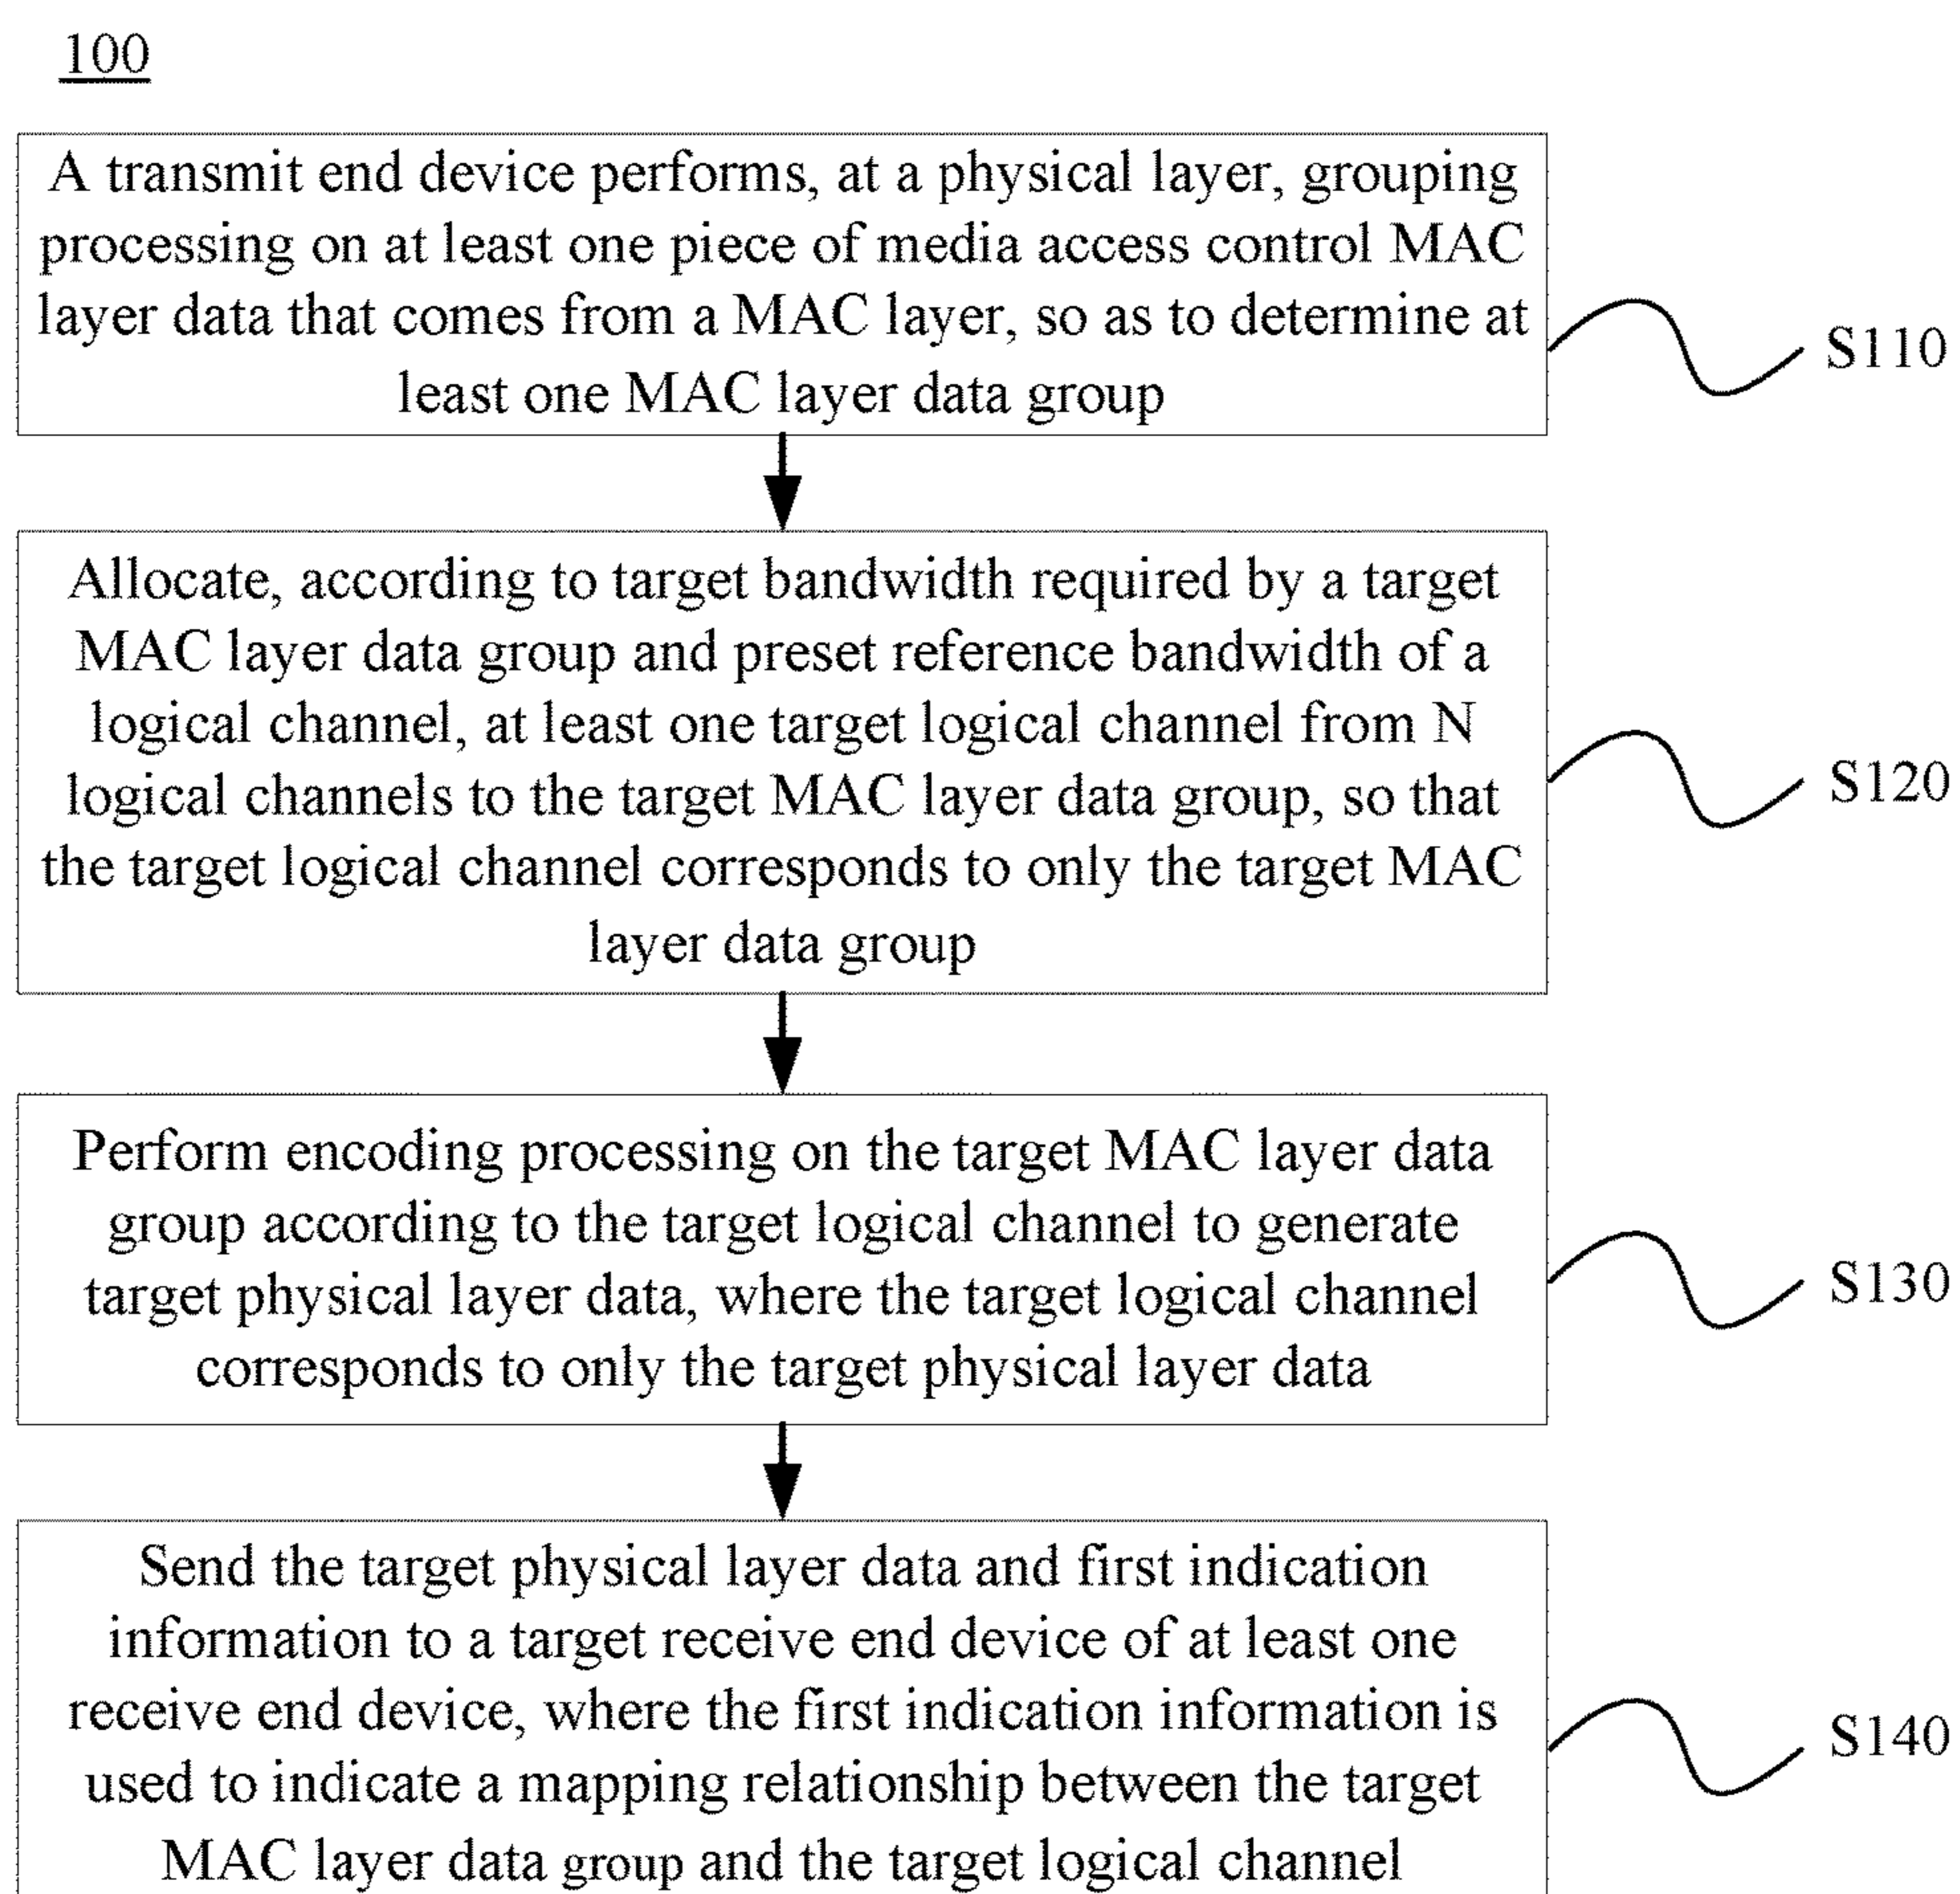 100
A transmit end device performs, at a physical layer, grouping
processing on at least one piece of media access control MAC
layer data that comes from a MAC layer, so as to determine at
least one MAC layer data group
S110
Allocate, according to target bandwidth required by a target
MAC layer data group and preset reference bandwidth of a
logical channel, at least one target logical channel from N
logical channels to the target MAC layer data group, so that
the target logical channel corresponds to only the target MAC
layer data group
S120
Perform encoding processing on the target MAC layer data
group according to the target logical channel to generate
target physical layer data, where the target logical channel
corresponds to only the target physical layer data
S130
Send the target physical layer data and first indication
information to a target receive end device of at least one
receive end device, where the first indication information is
used to indicate a mapping relationship between the target
MAC layer data group and the target logical channel
S140